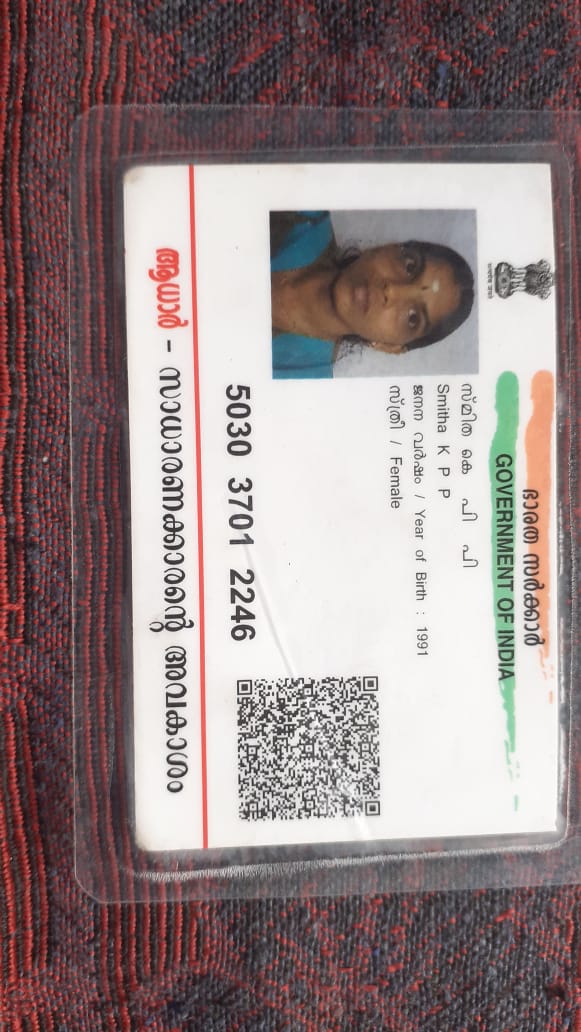 ഭാരത സർക്കാർ
GOVERNMENT OF INDIA
സ്മിത കെ പി പി
Smitha K P P
ജനന വർഷം / Year of Birth : 1991
സ്ത്രീ / Female
5030 3701 2246
ആധാർ - സാധാരണക്കാരന്റെ അവകാശം